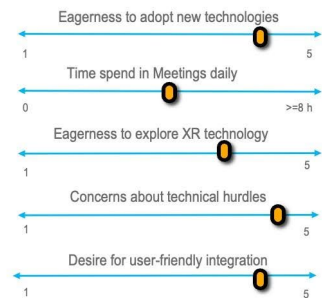 Eagerness to adopt new technologies
1 5
Time spend in Meetings daily
0 >=8 h
Eagerness to explore XR technology
1 5
Concerns about technical hurdles
1 5
Desire for user-friendly integration
1 5